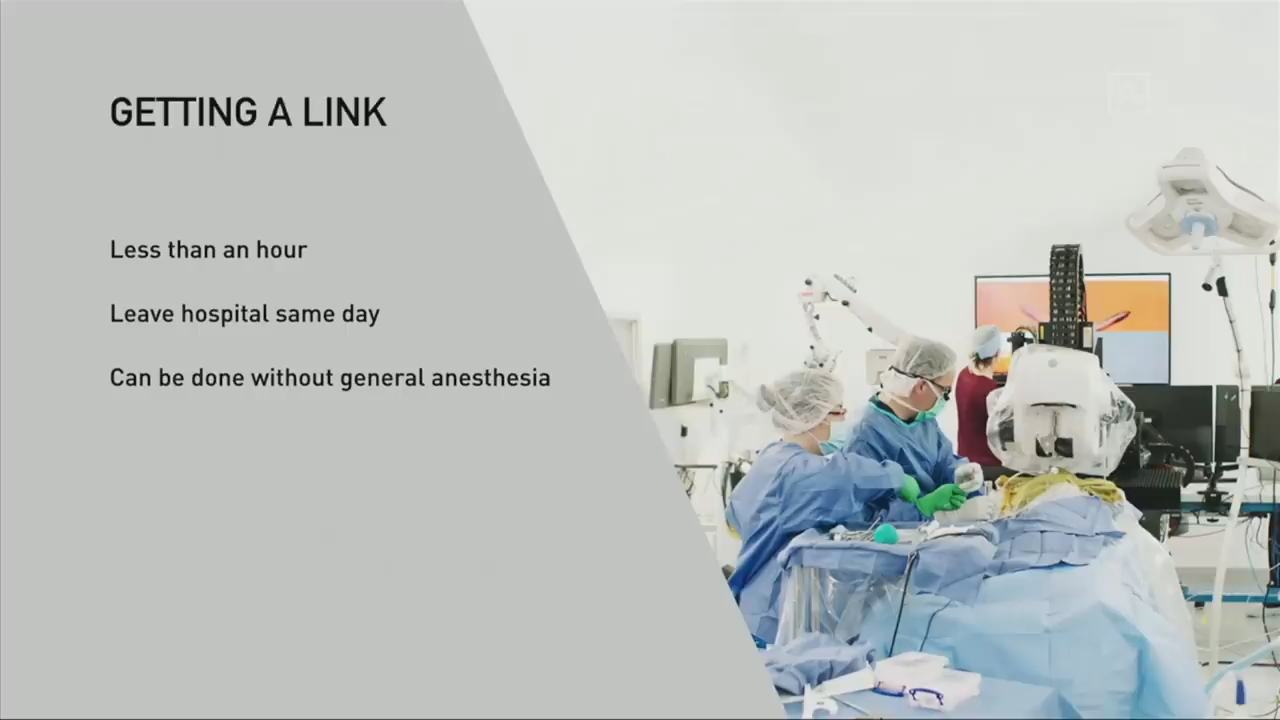 GETTING A LINK
Less than an hour
Leave hospital same day
Can be done without general anesthesia